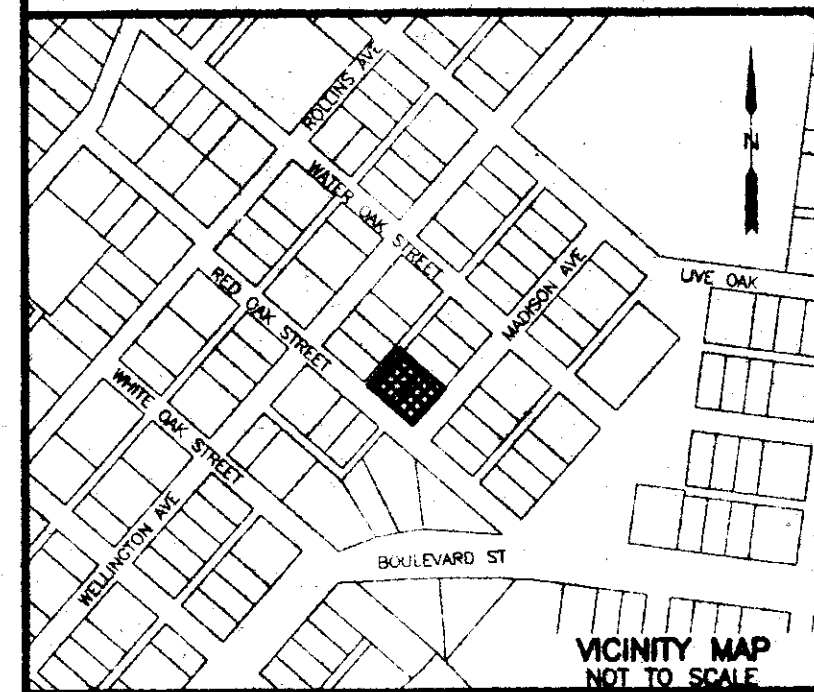 ROLLINS AVE
WATER OAK STREET
N
RED OAK STREET
MADISON AVE
LIVE OAK
WHITE OAK STREET
WELLINGTON AVE
BOULEVARD ST
VICINITY MAP
NOT TO SCALE